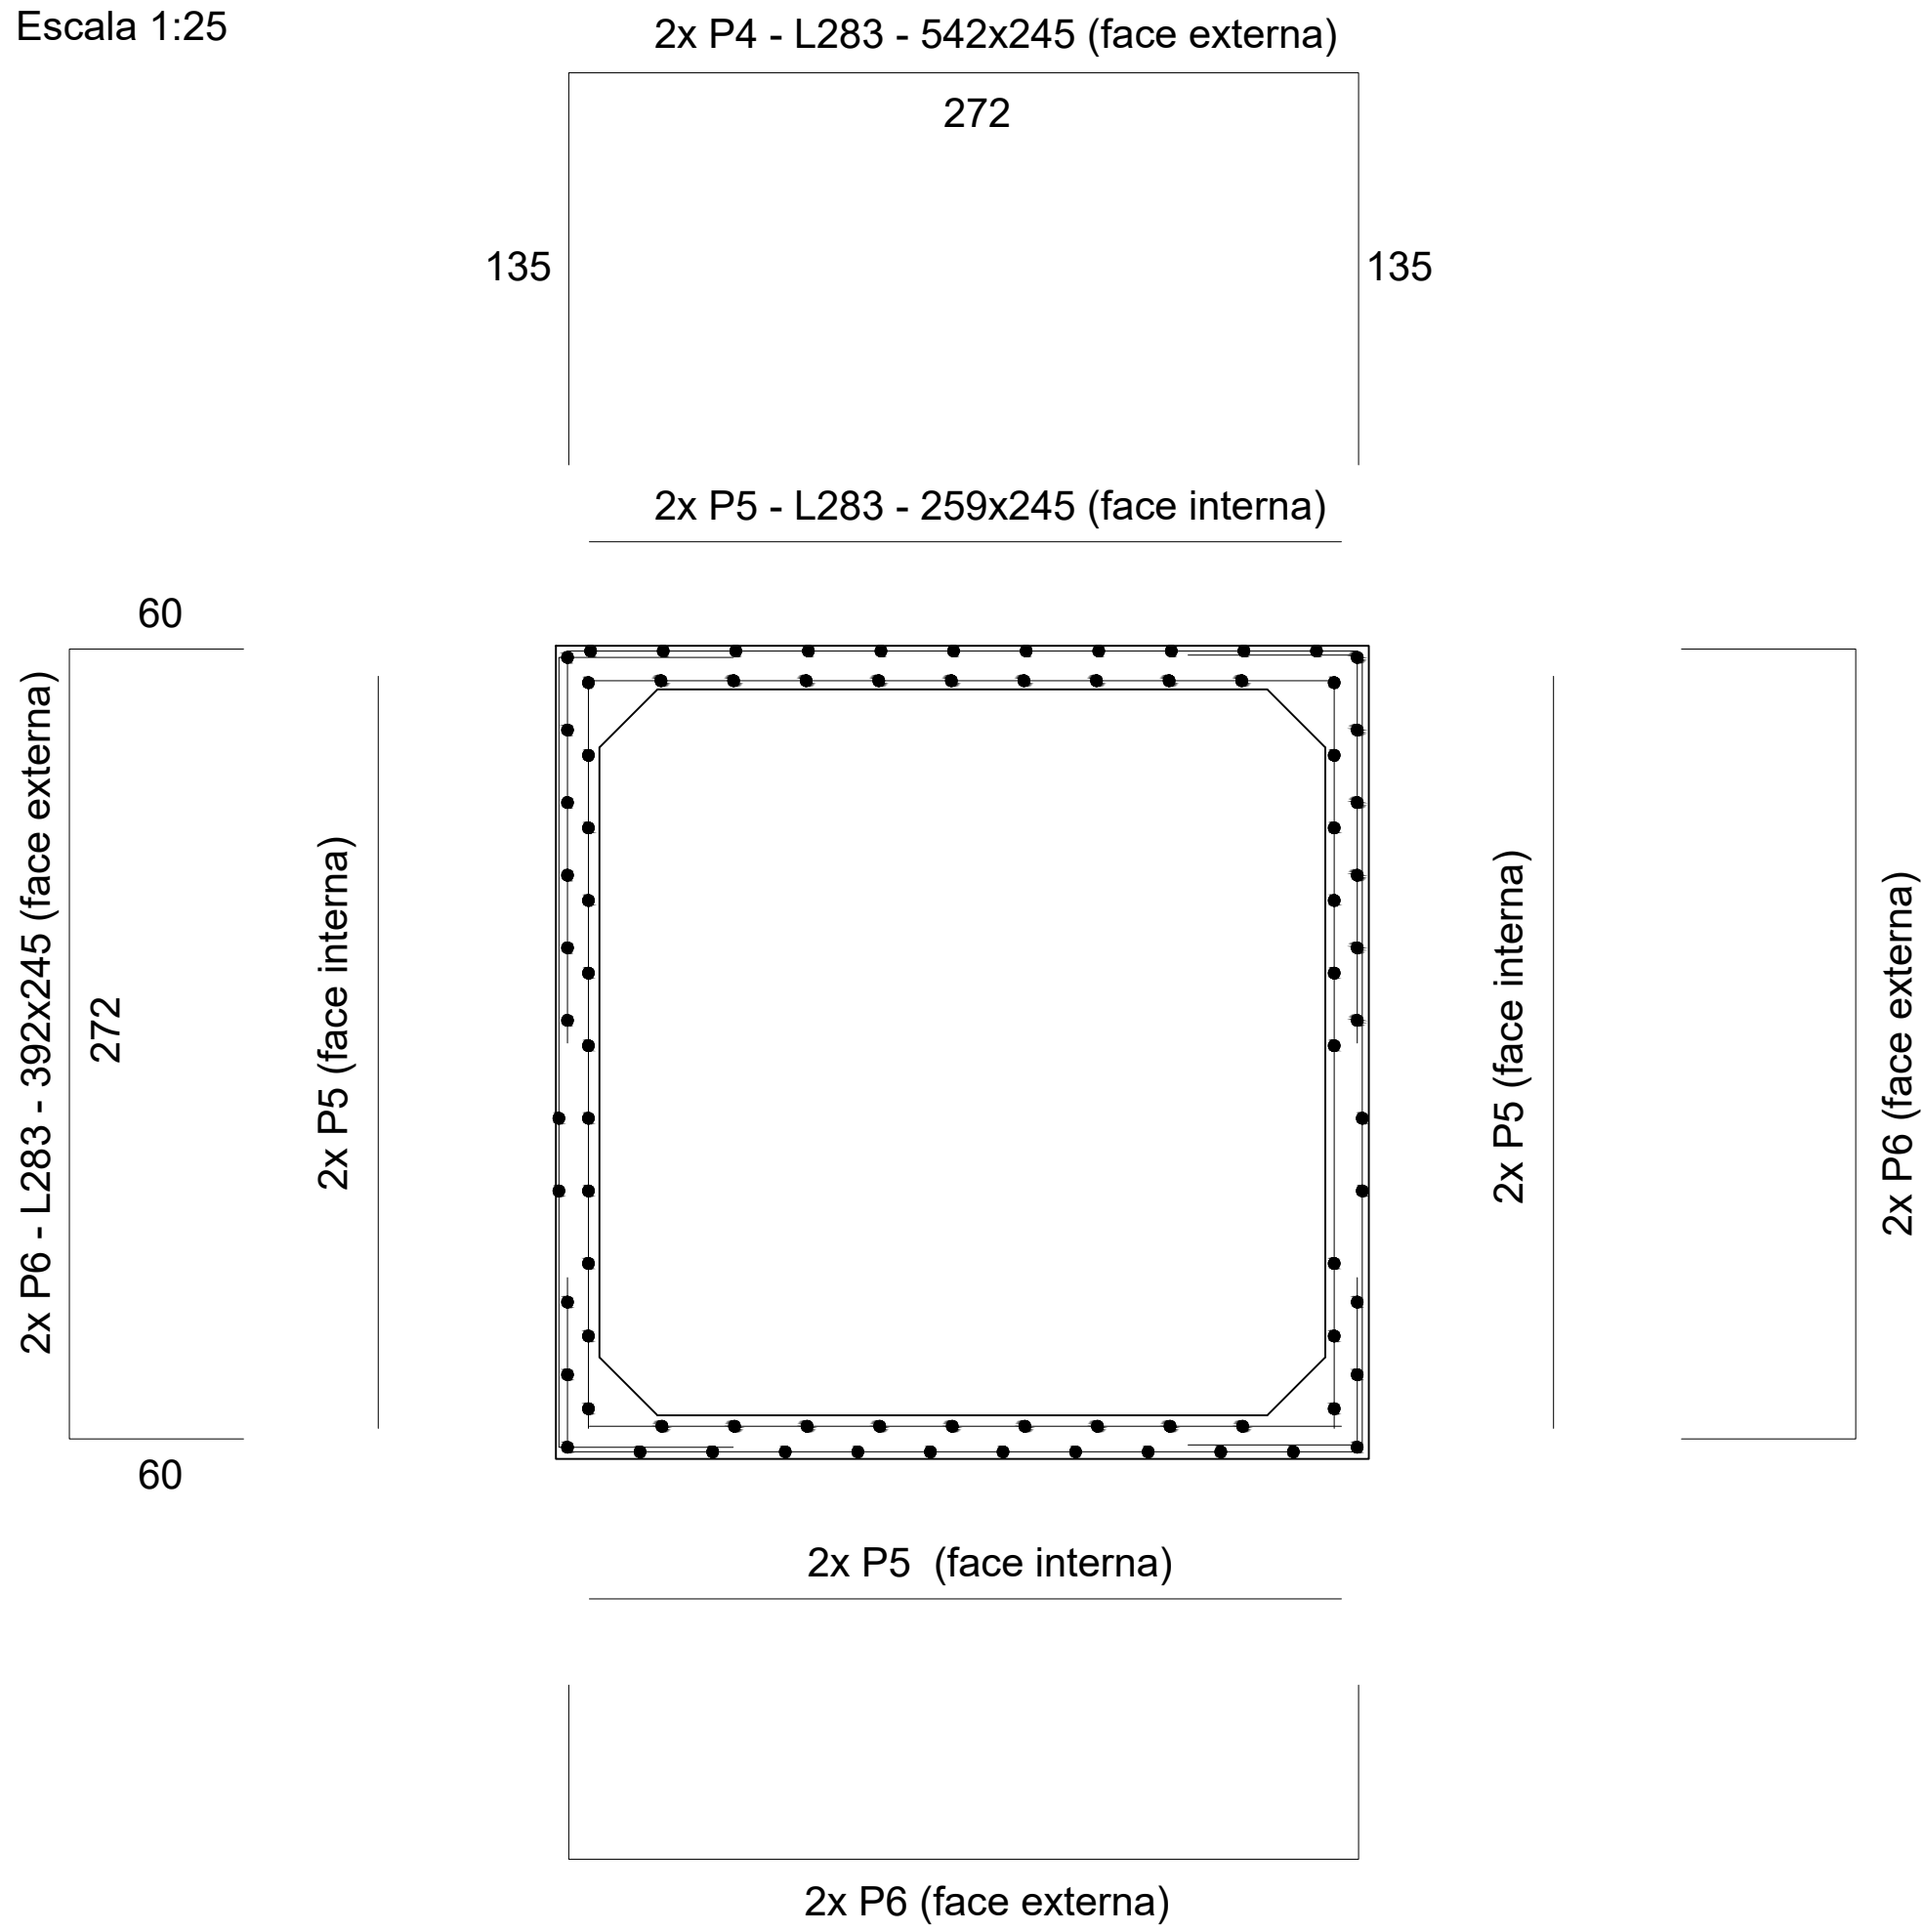 Escala 1:25
2x P4 - L283 - 542x245 (face externa)
272
135
135
2x P5 - L283 - 259x245 (face interna)
60
2x P6 - L283 - 392x245 (face externa)
272
2x P5 (face interna)
2x P5 (face interna)
2x P6 (face externa)
60
2x P5  (face interna)
2x P6 (face externa)